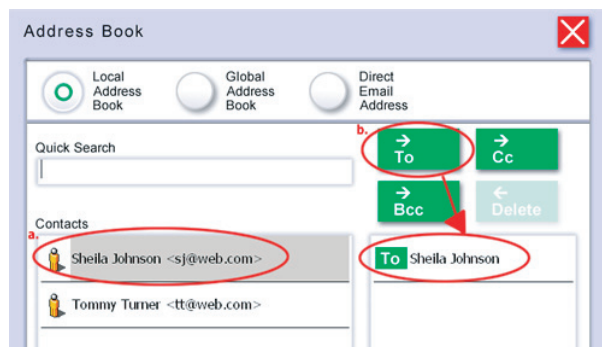 Address Book
Local
Address
Book
Global
Address
Book
Direct
Email
Address
b.
Quick Search
→
To
→
Cc
→
Bcc
←
Delete
Contacts
a.
Sheila Johnson <sj@web.com>
To Sheila Johnson
Tommy Turner <tt@web.com>